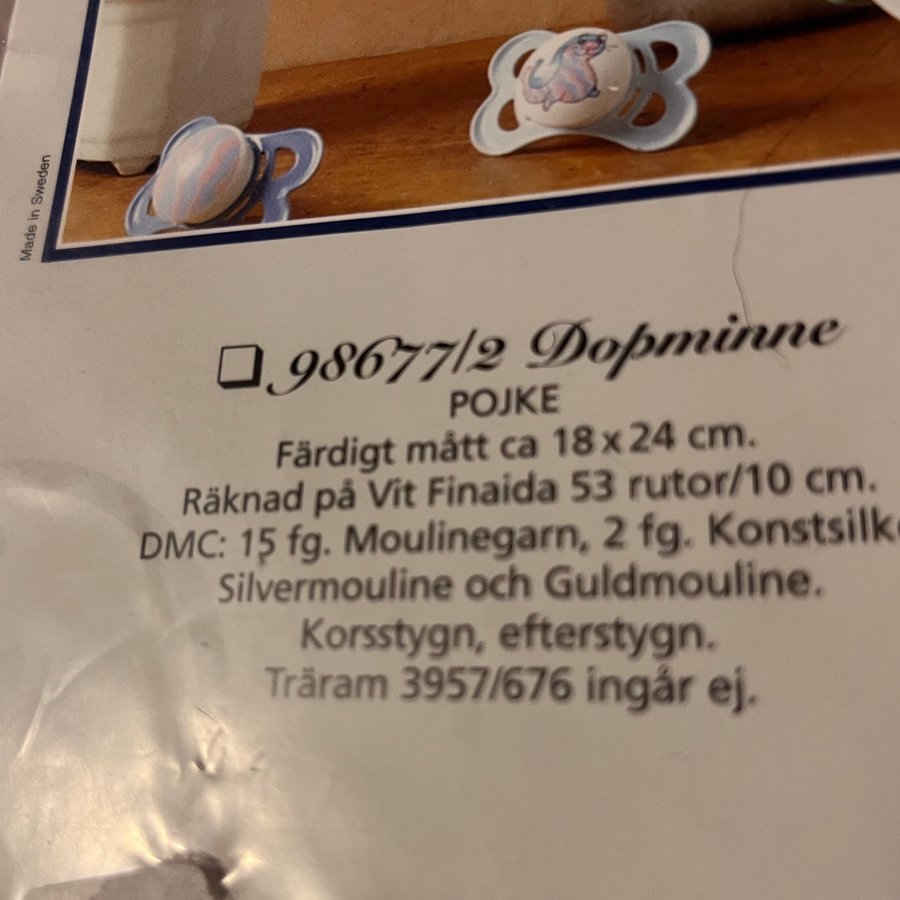 Made in Sweden
98677/2 Dopminne
POJKE
Färdigt mått ca 18 x 24 cm.
Räknad på Vit Finaida 53 rutor/10 cm.
DMC: 15 fg. Moulinegarn, 2 fg. Konstsilke
Silvermouline och Guldmouline.
Korsstygn, efterstygn.
Träram 3957/676 ingår ej.